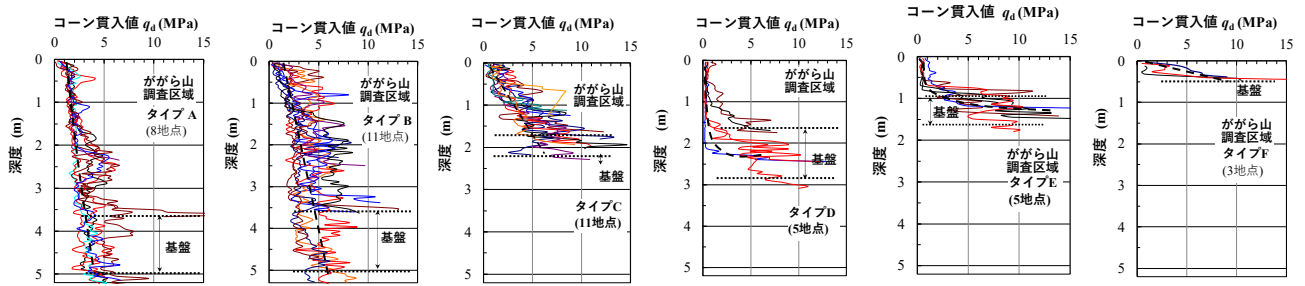 コーン貫入値 qd (MPa)
0 5 10 15
0
1
2
3
4
5
深度 (m)
ががら山
調査区域
タイプ A
(8地点)
基盤
コーン貫入値 qd (MPa)
0 5 10 15
0
1
2
3
4
5
深度 (m)
ががら山
調査区域
タイプ B
(11地点)
基盤
コーン貫入値 qd (MPa)
0 5 10 15
0
1
2
3
4
5
深度 (m)
ががら山
調査区域
基盤
タイプC
(11地点)
コーン貫入値 qd (MPa)
0 5 10 15
0
1
2
3
4
5
深度 (m)
ががら山
調査区域
基盤
タイプD
(5地点)
コーン貫入値 qd (MPa)
0 5 10 15
0
1
2
3
4
5
深度 (m)
基盤
ががら山
調査区域
タイプE
(5地点)
コーン貫入値 qd (MPa)
0 5 10 15
0
1
2
3
4
5
深度 (m)
基盤
ががら山
調査区域
タイプF
(3地点)